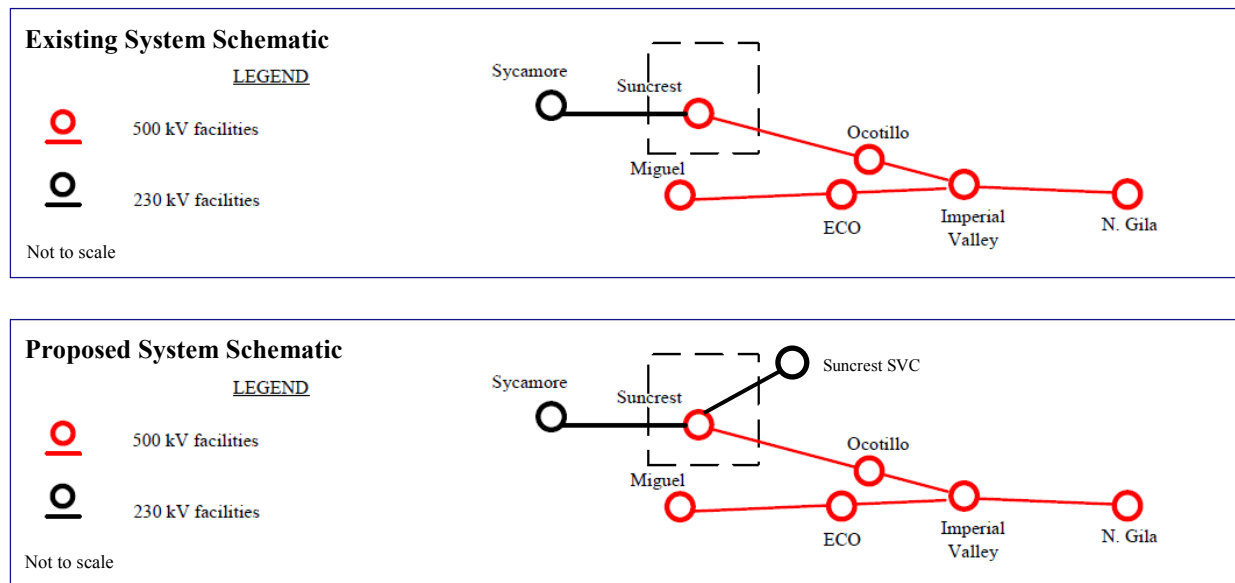 Existing System Schematic
LEGEND
500 kV facilities
230 kV facilities
Not to scale
Sycamore
Suncrest
Ocotillo
Miguel
ECO
Imperial
Valley
N. Gila
Proposed System Schematic
LEGEND
500 kV facilities
230 kV facilities
Not to scale
Suncrest SVC
Sycamore
Suncrest
Ocotillo
Miguel
ECO
Imperial
Valley
N. Gila